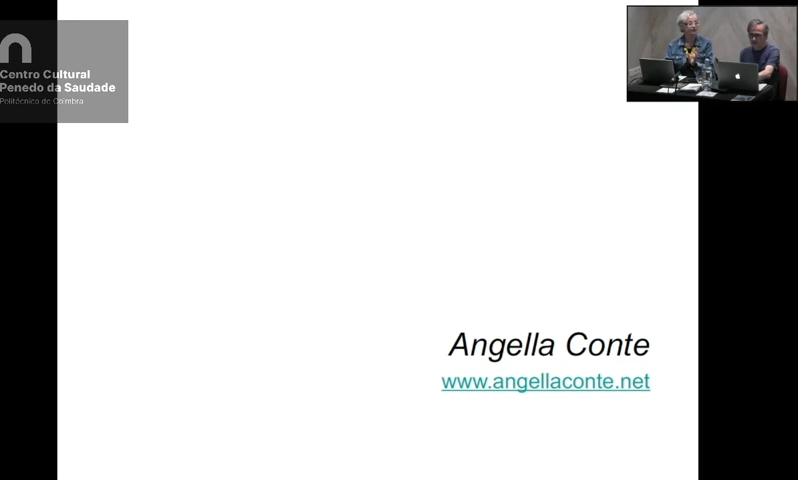 Centro Cultural
Penedo da Saudade
Politécnico de Coimbra
Angella Conte
www.angellaconte.net